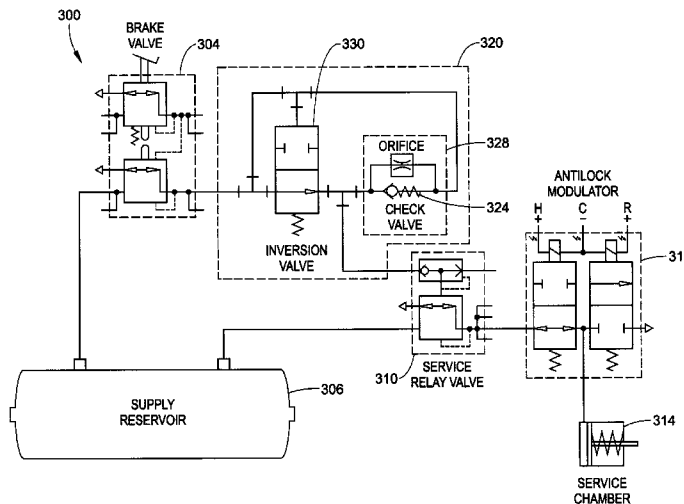 300
BRAKE
VALVE
304
330
320
ORIFICE
328
324
CHECK
VALVE
INVERSION
VALVE
ANTILOCK
MODULATOR
H C R
+ − +
31
310
SERVICE
RELAY VALVE
306
SUPPLY
RESERVOIR
314
SERVICE
CHAMBER